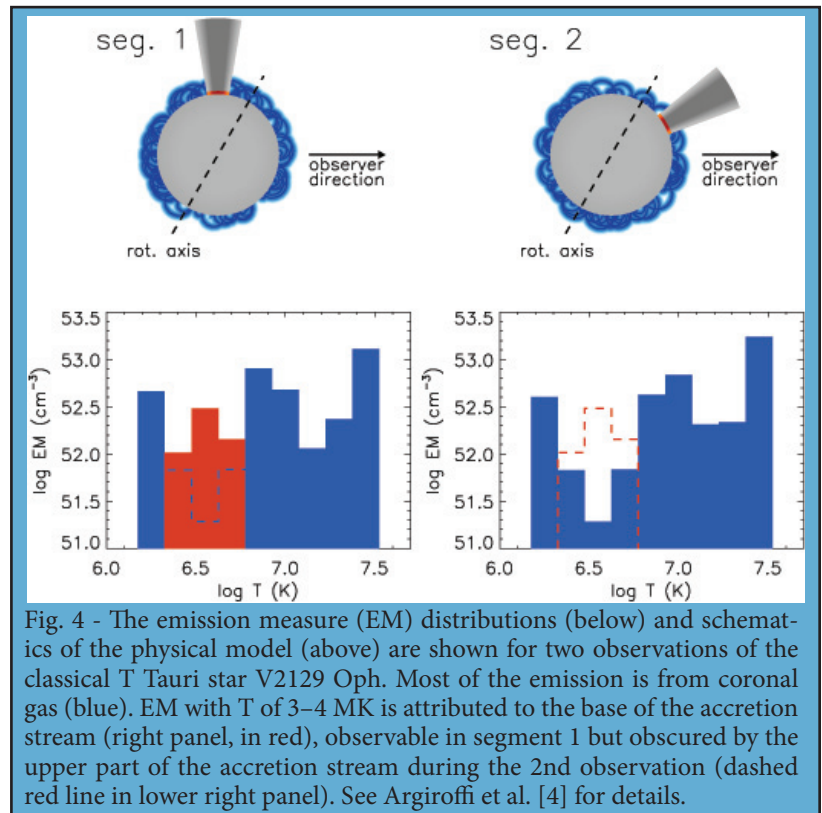 seg. 1
seg. 2
observer
direction
rot. axis
observer
direction
rot. axis
53.5
53.0
52.5
52.0
51.5
51.0
log EM (cm⁻³)
6.0 6.5 7.0 7.5
log T (K)
53.5
53.0
52.5
52.0
51.5
51.0
log EM (cm⁻³)
6.0 6.5 7.0 7.5
log T (K)
Fig. 4 - The emission measure (EM) distributions (below) and schemat-
ics of the physical model (above) are shown for two observations of the
classical T Tauri star V2129 Oph. Most of the emission is from coronal
gas (blue). EM with T of 3–4 MK is attributed to the base of the accretion
stream (right panel, in red), observable in segment 1 but obscured by the
upper part of the accretion stream during the 2nd observation (dashed
red line in lower right panel). See Argiroffi et al. [4] for details.